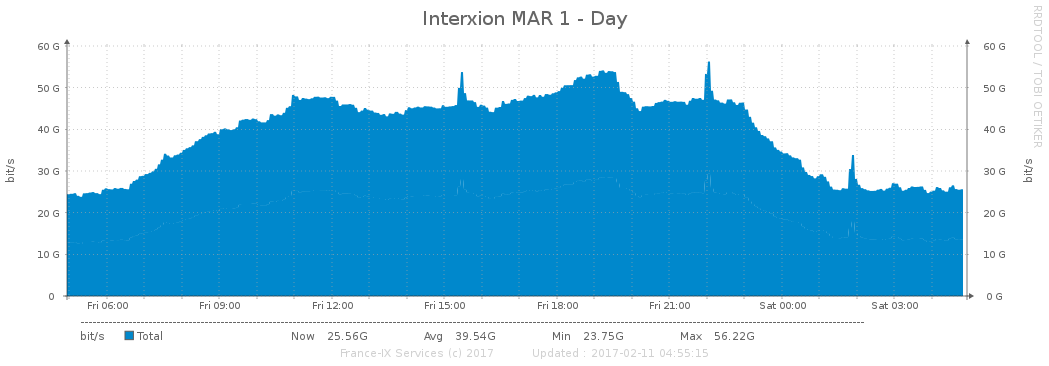 Interxion MAR 1 - Day
RRDTOOL / TOBI OETIKER
bit/s
60 G
50 G
40 G
30 G
20 G
10 G
0
60 G
50 G
40 G
30 G
20 G
10 G
0 G
bit/s
Fri 06:00 Fri 09:00 Fri 12:00 Fri 15:00 Fri 18:00 Fri 21:00 Sat 00:00 Sat 03:00
bit/s Total Now 25.56G Avg 39.54G Min 23.75G Max 56.22G
France-IX Services (c) 2017 Updated : 2017-02-11 04:55:15